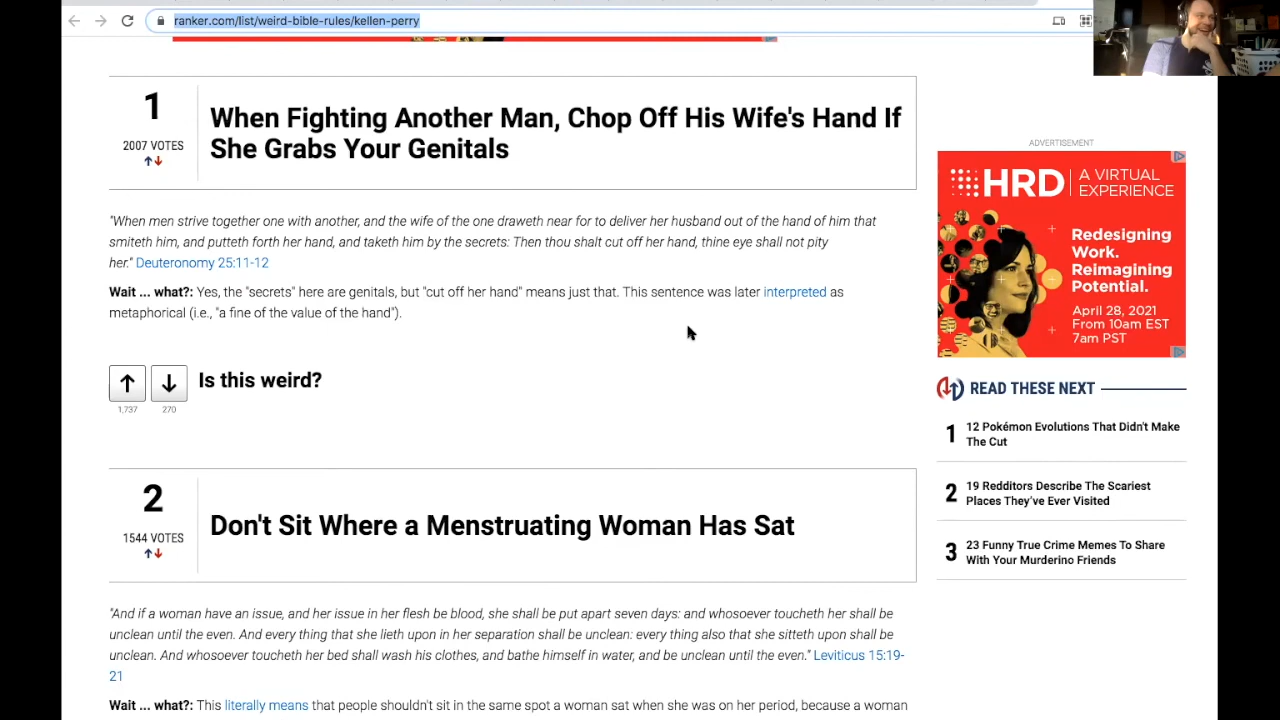 ranker.com/list/weird-bible-rules/kellen-perry
1
2007 VOTES
When Fighting Another Man, Chop Off His Wife's Hand If
She Grabs Your Genitals
"When men strive together one with another, and the wife of the one draweth near for to deliver her husband out of the hand of him that
smiteth him, and putteth forth her hand, and taketh him by the secrets: Then thou shalt cut off her hand, thine eye shall not pity
her." Deuteronomy 25:11-12
Wait ... what?: Yes, the "secrets" here are genitals, but "cut off her hand" means just that. This sentence was later interpreted as
metaphorical (i.e., "a fine of the value of the hand").
Is this weird?
1,737 270
2
1544 VOTES
Don't Sit Where a Menstruating Woman Has Sat
"And if a woman have an issue, and her issue in her flesh be blood, she shall be put apart seven days: and whosoever toucheth her shall be
unclean until the even. And every thing that she lieth upon in her separation shall be unclean: every thing also that she sitteth upon shall be
unclean. And whosoever toucheth her bed shall wash his clothes, and bathe himself in water, and be unclean until the even." Leviticus 15:19-
21
Wait ... what?: This literally means that people shouldn't sit in the same spot a woman sat when she was on her period, because a woman
ADVERTISEMENT
HRD A VIRTUAL
EXPERIENCE
Redesigning
Work.
Reimagining
Potential.
April 28, 2021
From 10am EST
7am PST
READ THESE NEXT
1 12 Pokémon Evolutions That Didn't Make
The Cut
2 19 Redditors Describe The Scariest
Places They've Ever Visited
3 23 Funny True Crime Memes To Share
With Your Murderino Friends